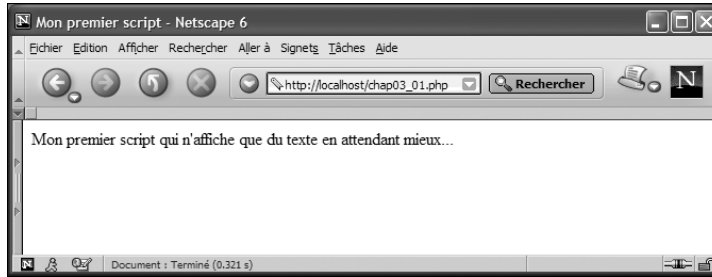 Mon premier script - Netscape 6
Fichier Edition Afficher Rechercher Aller à Signets Tâches Aide
http://localhost/chap03_01.php Rechercher N
Mon premier script qui n'affiche que du texte en attendant mieux...
Document : Terminé (0.321 s)